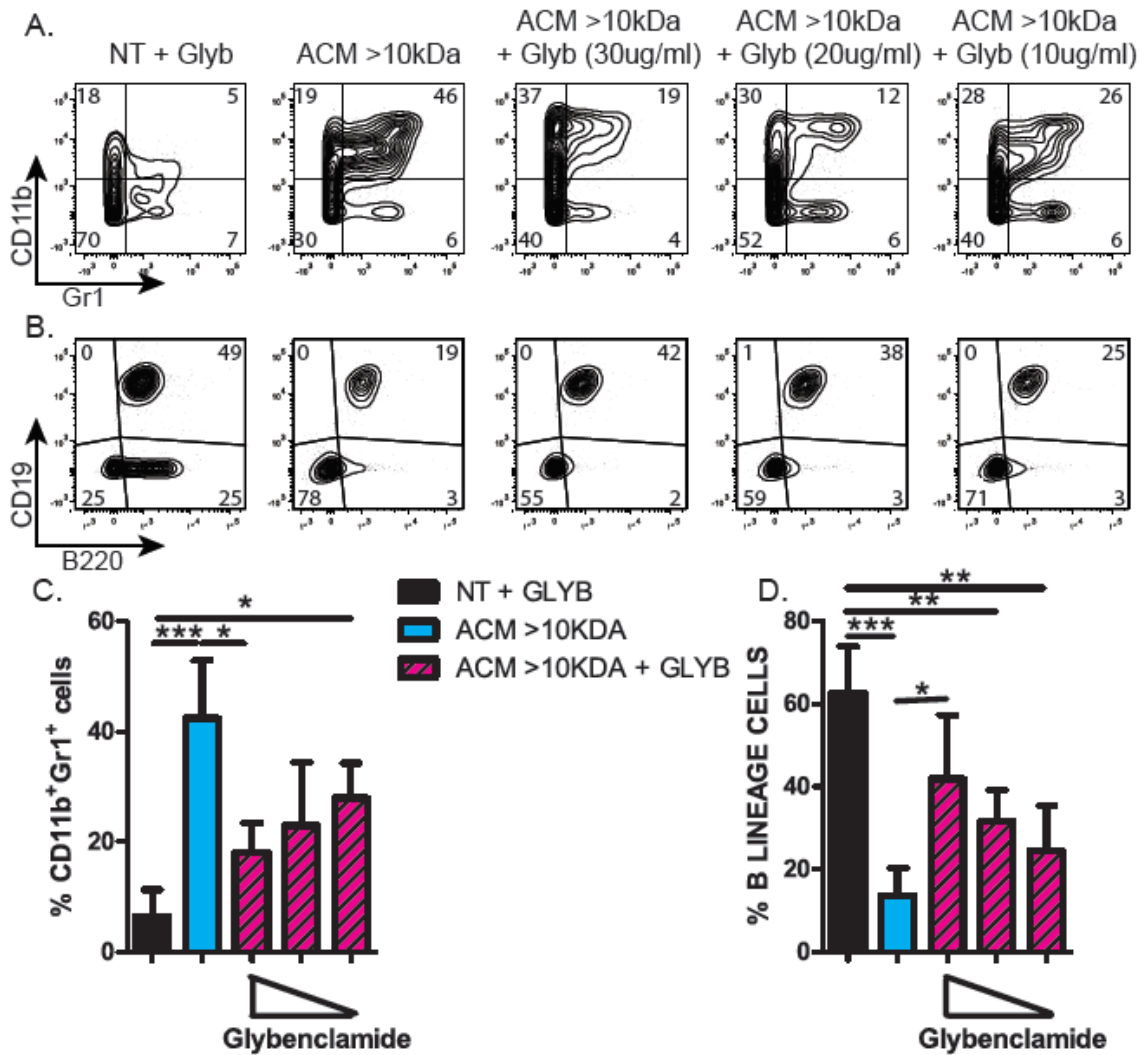 A.
NT + Glyb
ACM >10kDa
ACM >10kDa
+ Glyb (30ug/ml)
ACM >10kDa
+ Glyb (20ug/ml)
ACM >10kDa
+ Glyb (10ug/ml)
18 5
70 7
19 46
30 6
37 19
40 4
30 12
52 6
28 26
40 6
CD11b
Gr1
B.
0 49
25 25
0 19
78 3
0 42
55 2
1 38
59 3
0 25
71 3
CD19
B220
C.
NT + GLYB
ACM >10KDA
ACM >10KDA + GLYB
% CD11b+Gr1+ cells
60
40
20
0
*** *
*
Glybenclamide
D.
% B LINEAGE CELLS
80
60
40
20
0
**
**
***
*
Glybenclamide